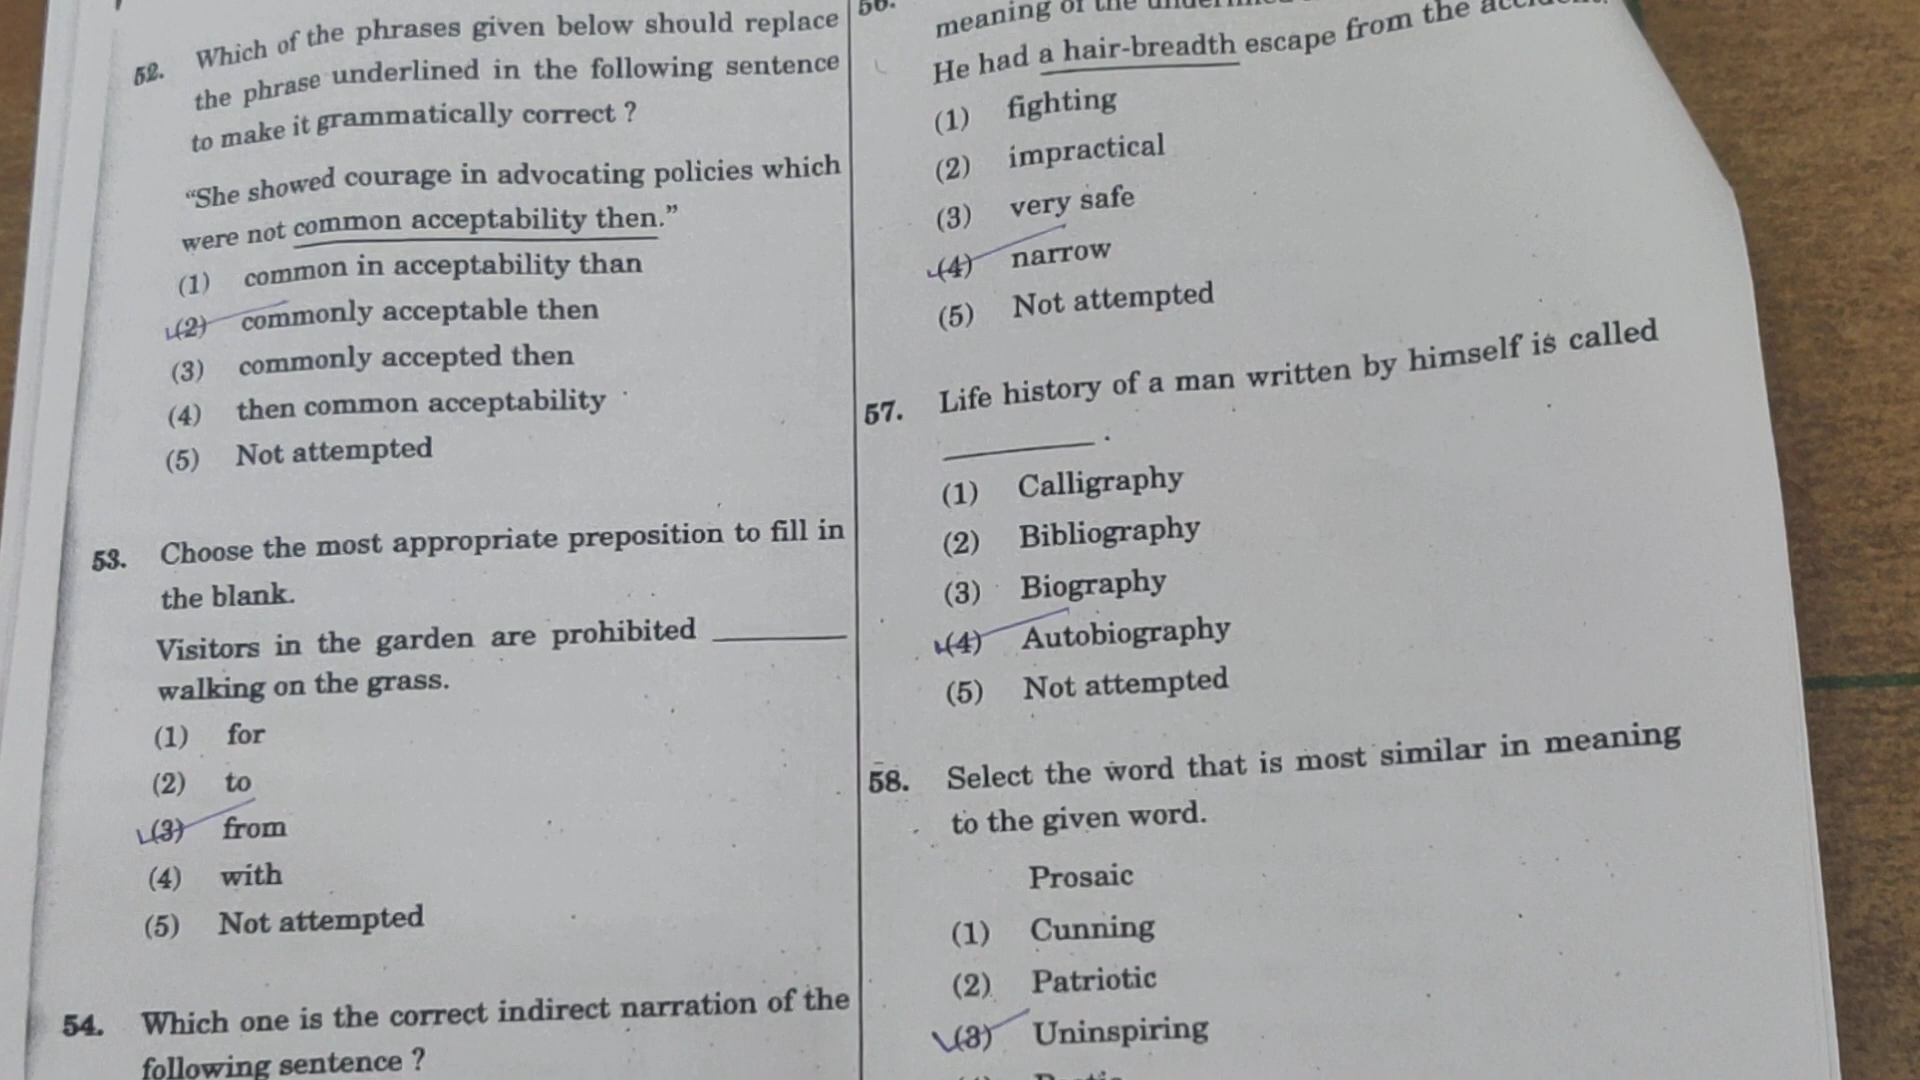 52. Which of the phrases given below should replace
the phrase underlined in the following sentence
to make it grammatically correct ?
“She showed courage in advocating policies which
were not common acceptability then.”
(1) common in acceptability than
(2) commonly acceptable then
(3) commonly accepted then
(4) then common acceptability
(5) Not attempted
53. Choose the most appropriate preposition to fill in
the blank.
Visitors in the garden are prohibited ________
walking on the grass.
(1) for
(2) to
(3) from
(4) with
(5) Not attempted
54. Which one is the correct indirect narration of the
following sentence ?
meaning of the
He had a hair-breadth escape from the
(1) fighting
(2) impractical
(3) very safe
(4) narrow
(5) Not attempted
57. Life history of a man written by himself is called
________ .
(1) Calligraphy
(2) Bibliography
(3) Biography
(4) Autobiography
(5) Not attempted
58. Select the word that is most similar in meaning
to the given word.
Prosaic
(1) Cunning
(2) Patriotic
(3) Uninspiring